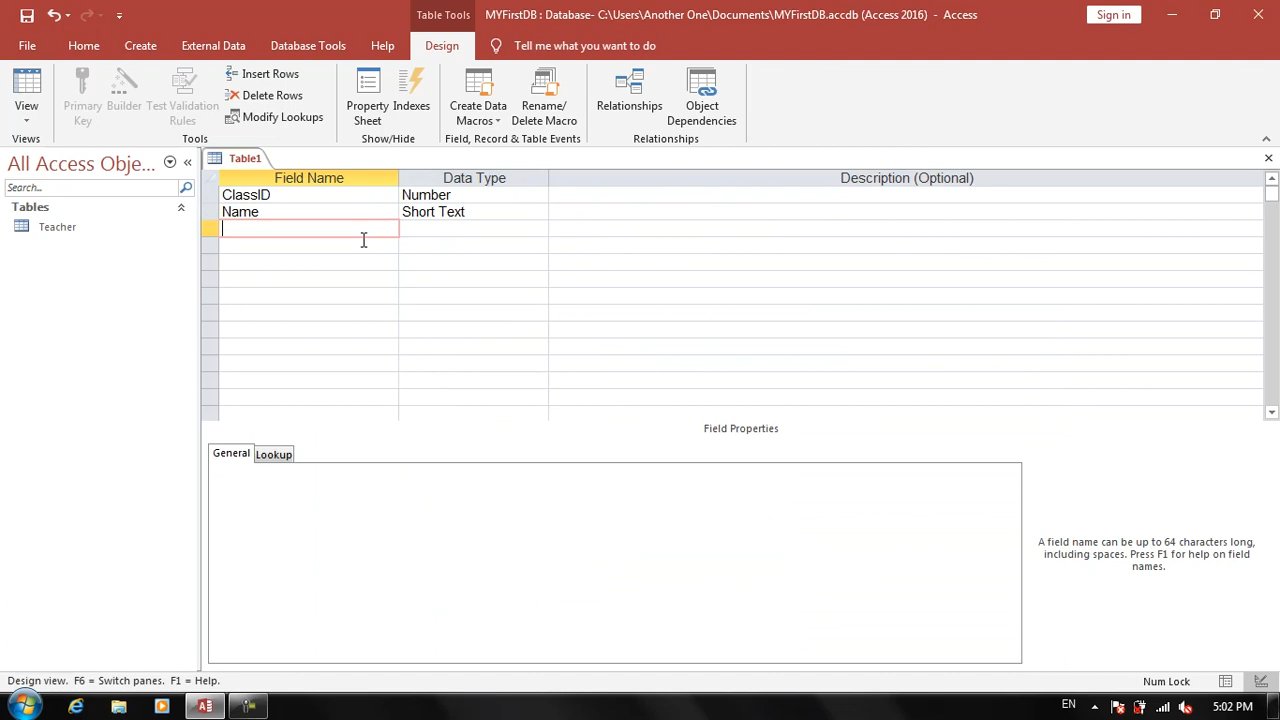 Table Tools
MYFirstDB : Database- C:\Users\Another One\Documents\MYFirstDB.accdb (Access 2016) - Access
Sign in
File Home Create External Data Database Tools Help Design Tell me what you want to do
View
Primary Key
Builder
Test Validation Rules
Insert Rows
Delete Rows
Modify Lookups
Property Sheet
Indexes
Create Data Macros
Rename/ Delete Macro
Relationships
Object Dependencies
Views Tools Show/Hide Field, Record & Table Events Relationships
All Access Obje...
Search...
Tables
Teacher
Table1
Field Name Data Type Description (Optional)
ClassID Number
Name Short Text
Field Properties
General Lookup
A field name can be up to 64 characters long,
including spaces. Press F1 for help on field
names.
Design view. F6 = Switch panes. F1 = Help.
Num Lock
EN
5:02 PM